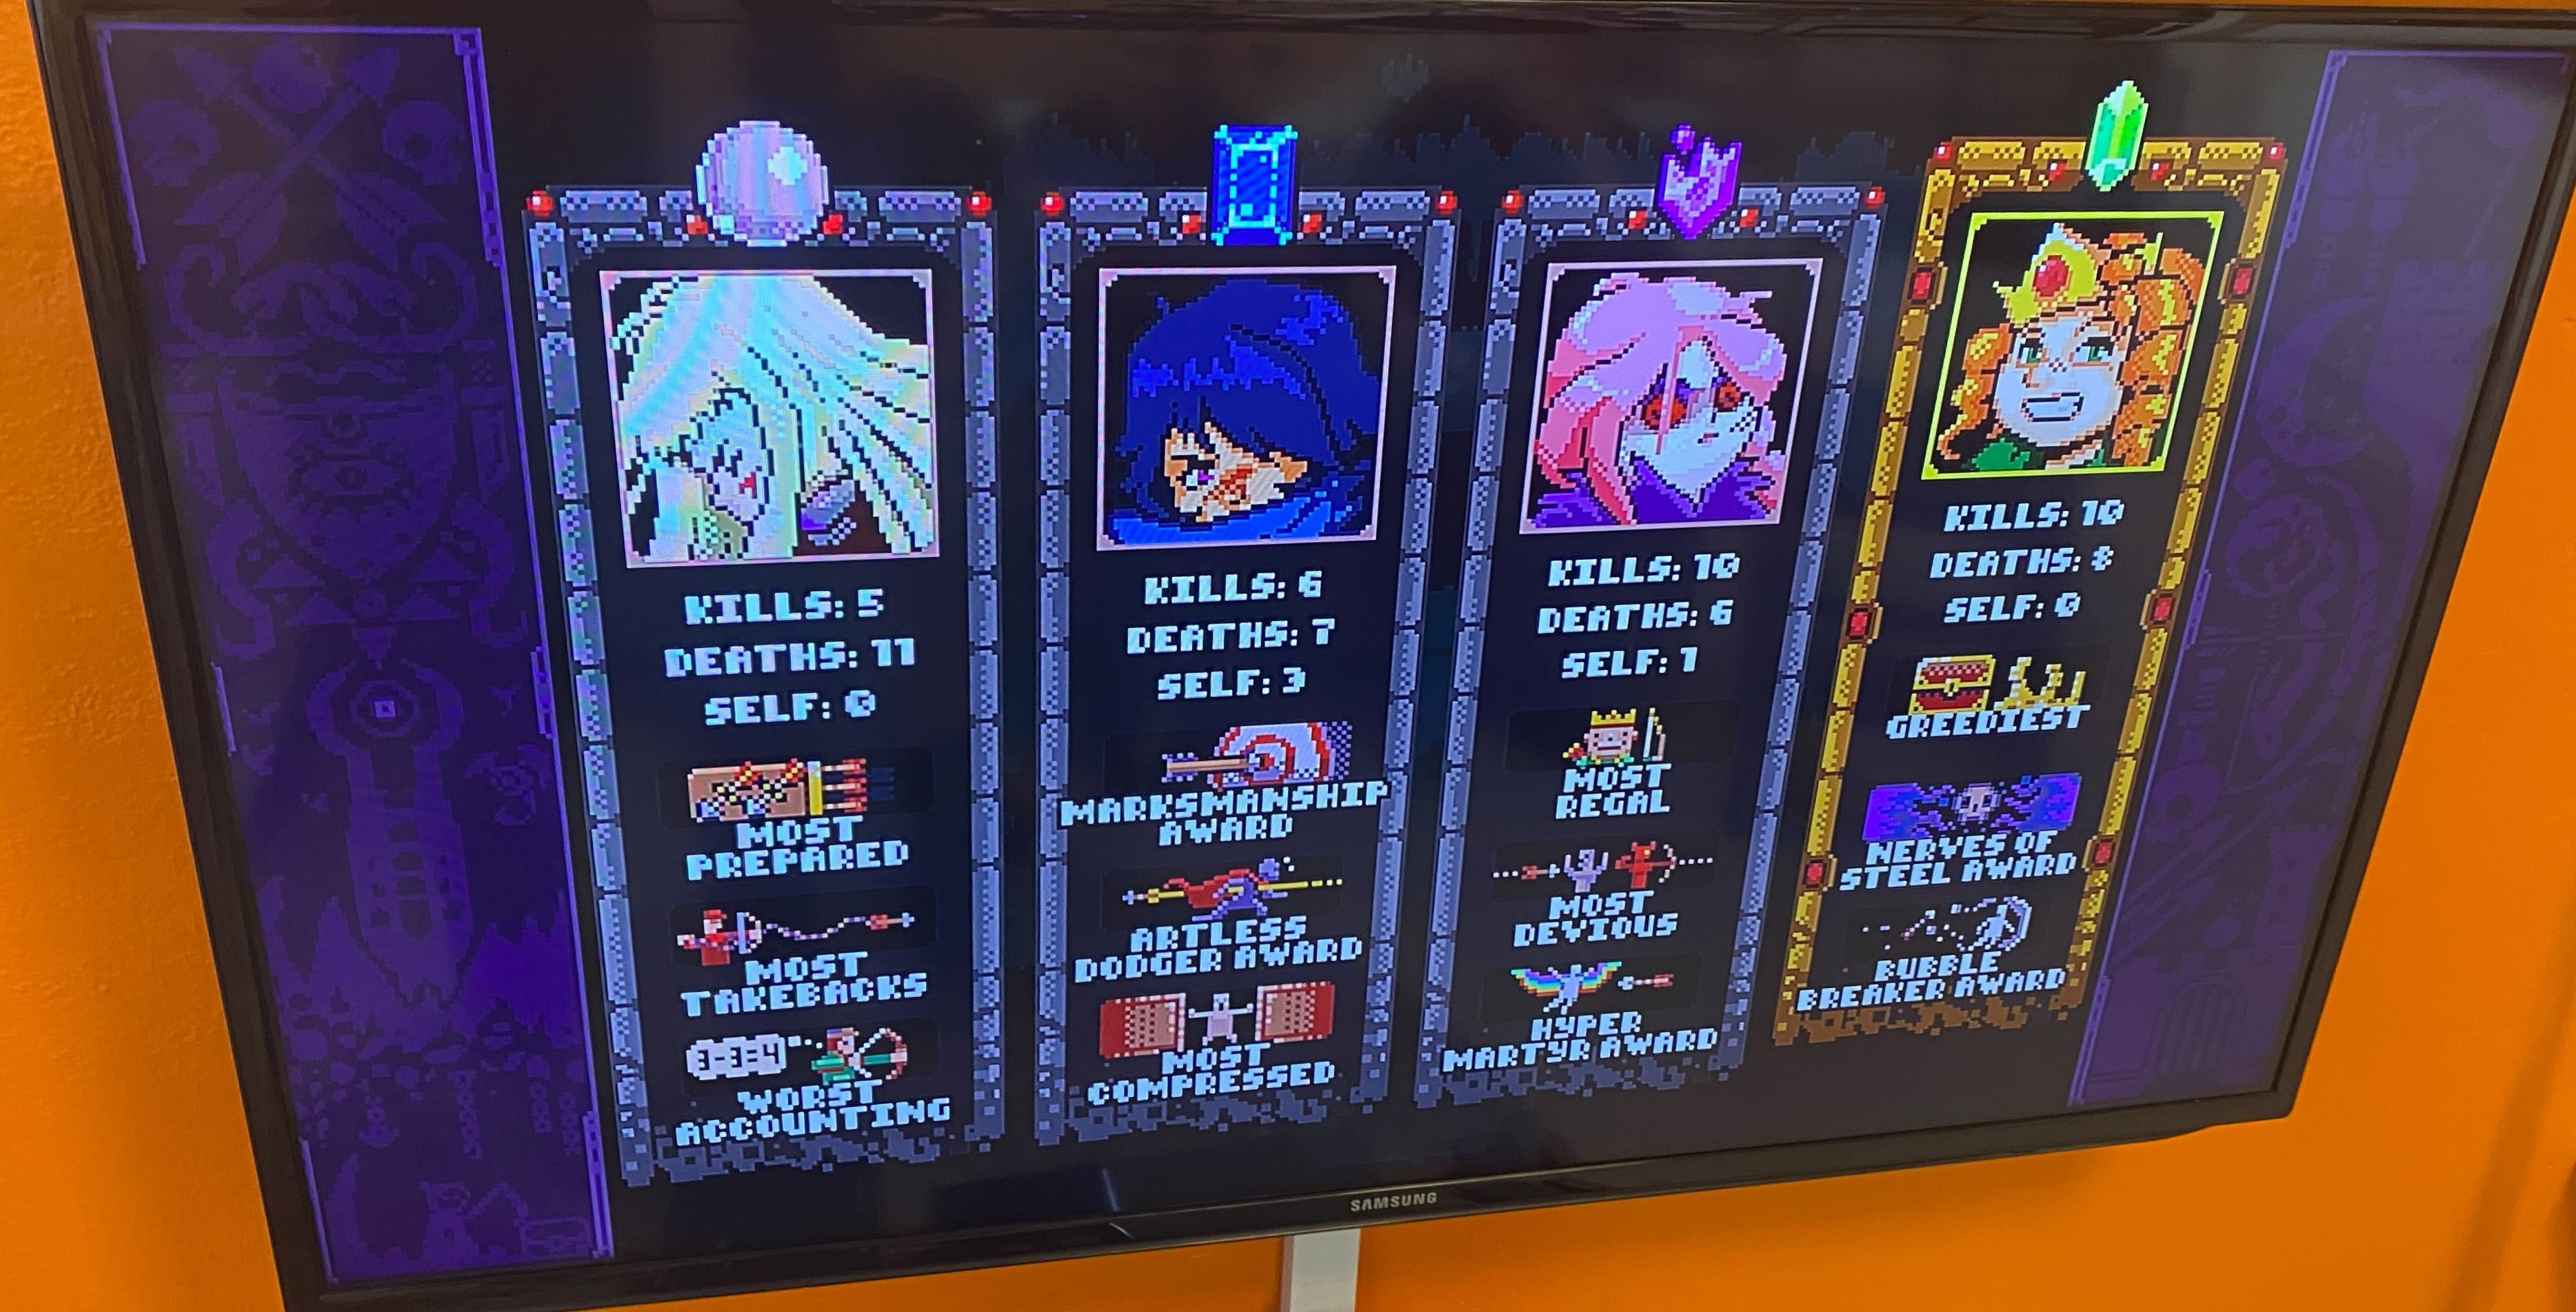 KILLS: 5
DEATHS: 11
SELF: 0
MOST
PREPARED
MOST
TAKEBACKS
WORST
ACCOUNTING
KILLS: 6
DEATHS: 7
SELF: 3
MARKSMANSHIP
AWARD
ARTLESS
DODGER AWARD
MOST
COMPRESSED
KILLS: 10
DEATHS: 6
SELF: 1
MOST
REGAL
MOST
DEVIOUS
HYPER
MARTYR AWARD
KILLS: 10
DEATHS: 8
SELF: 0
GREEDIEST
NERVES OF
STEEL AWARD
BUBBLE
BREAKER AWARD
SAMSUNG